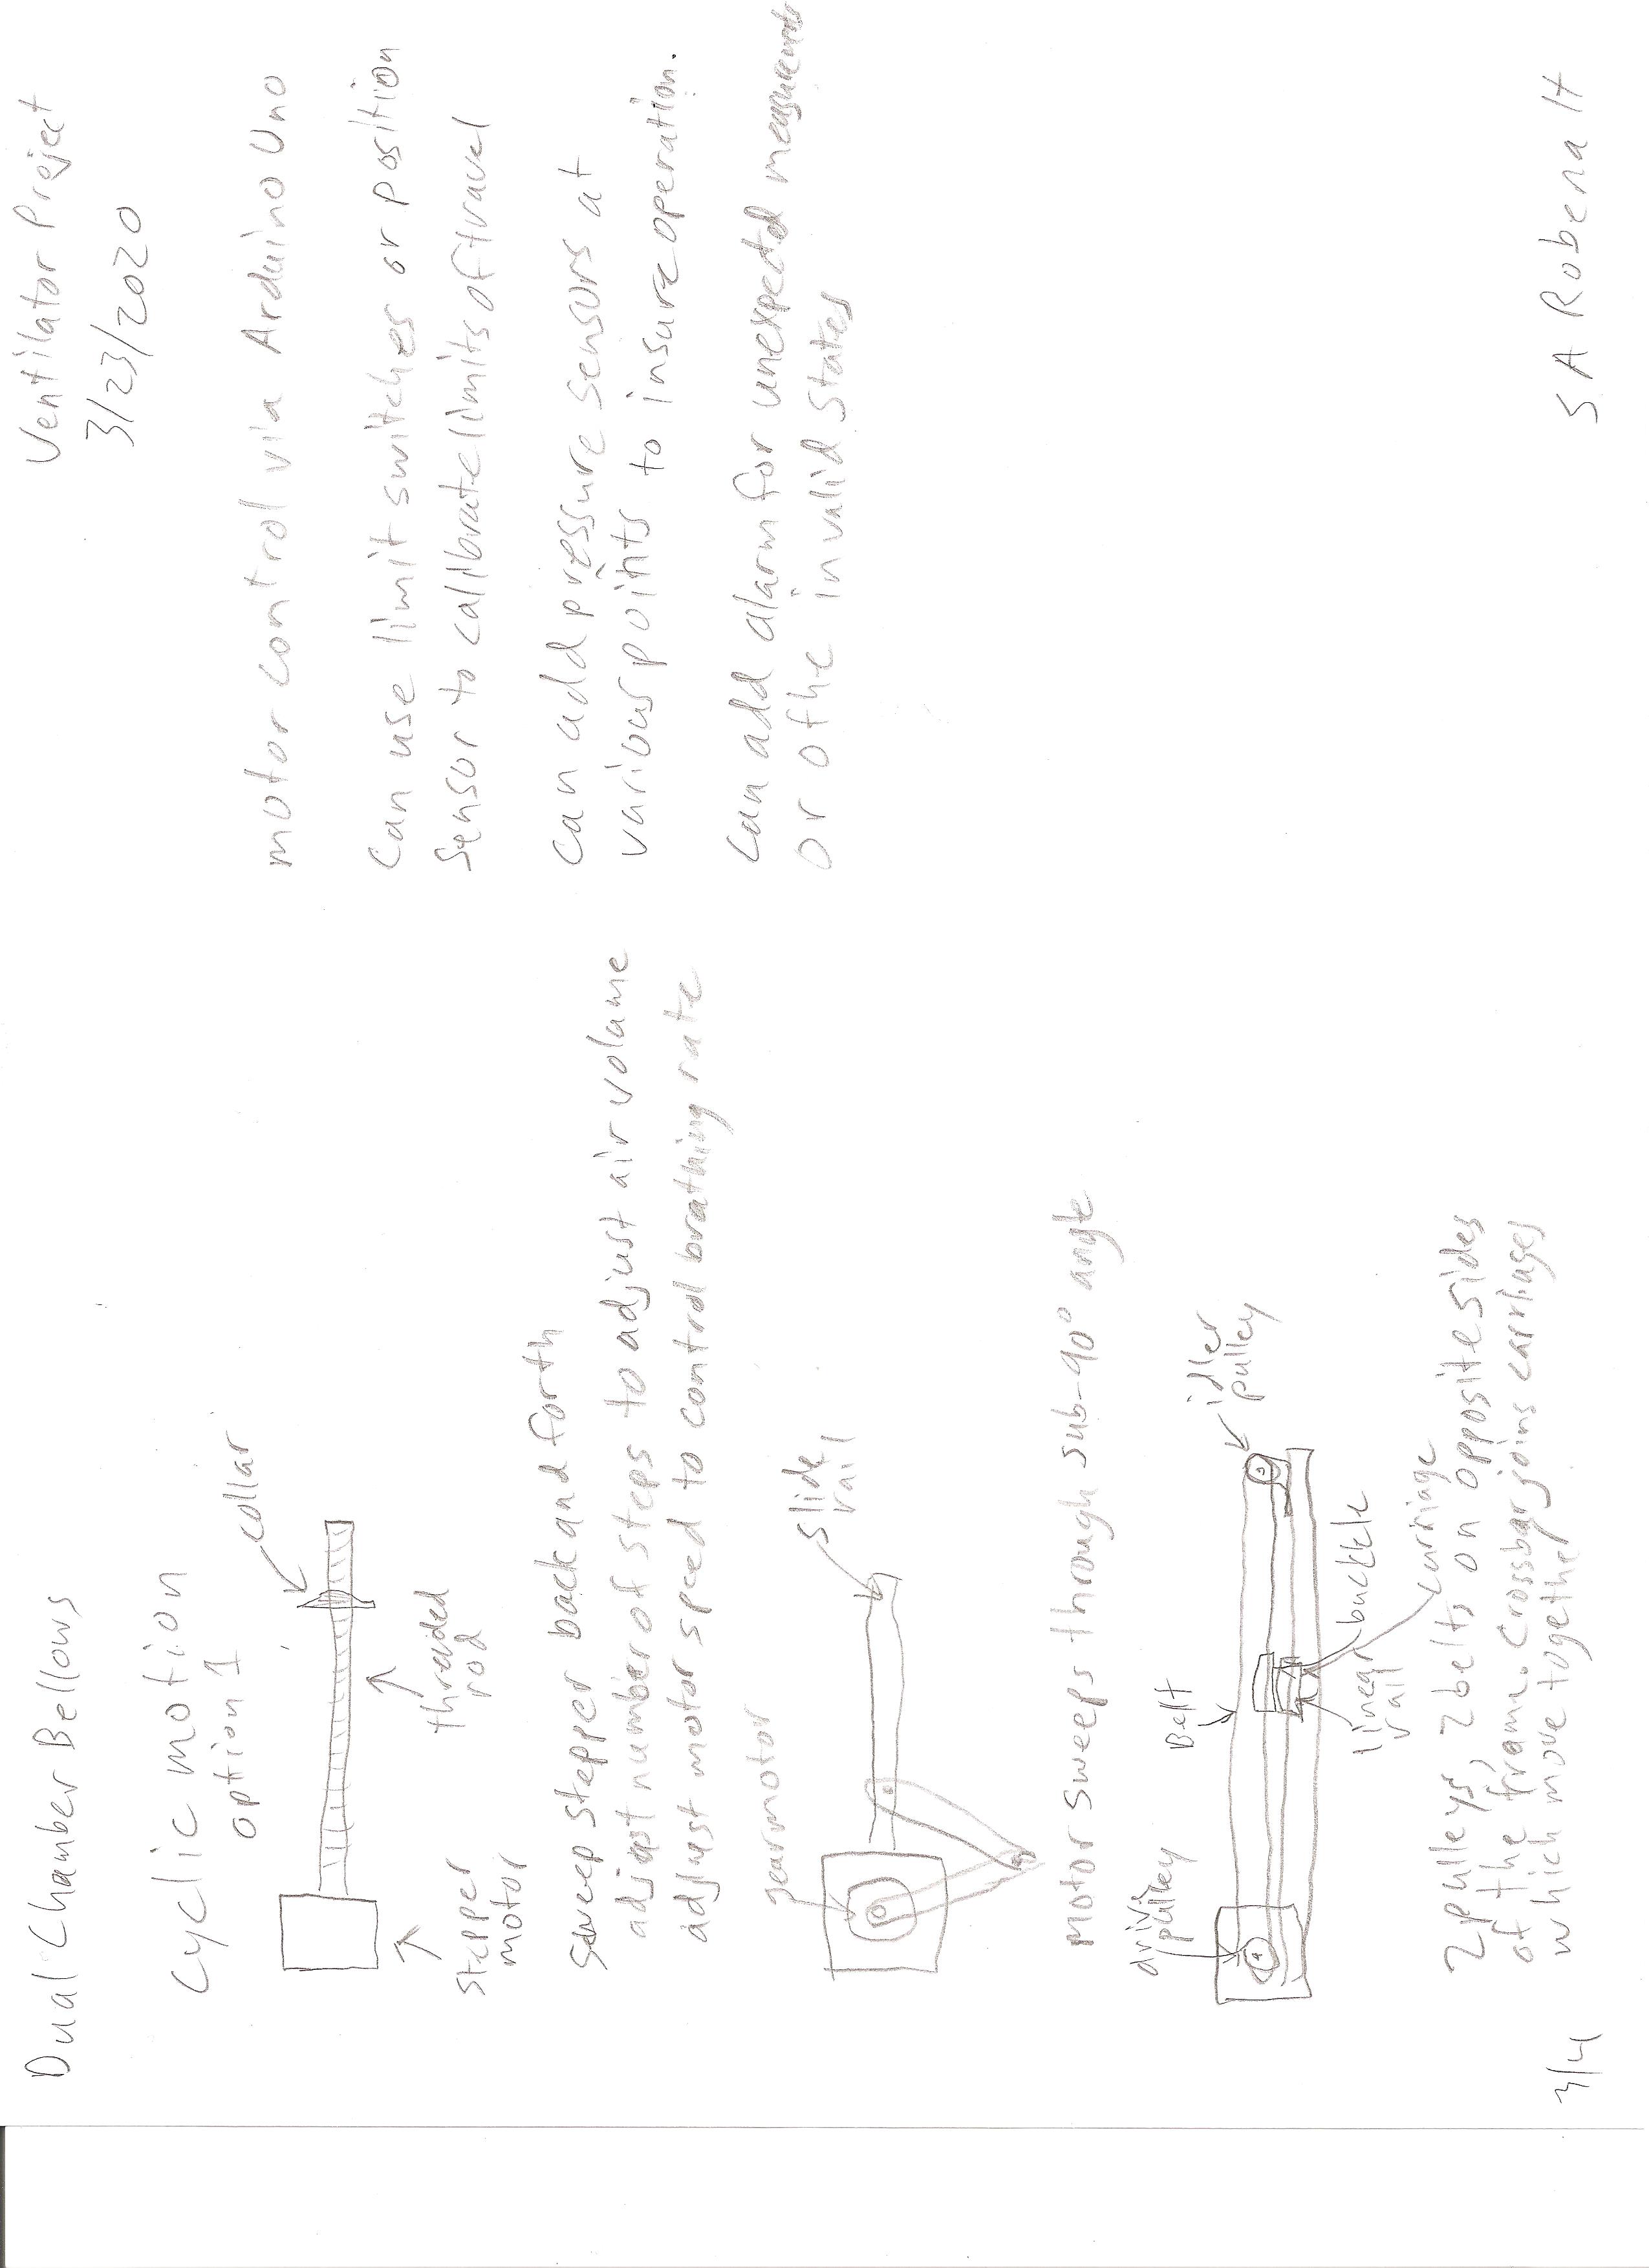 Dual Chamber Bellows
Ventilator Project
3/23/2020
Cyclic motion
option 1
collar
threaded
rod
stepper
motor
sweep stepper back and forth
adjust number of steps to adjust air volume
adjust motor speed to control brathing rate
gearmotor
slide
rail
motor sweeps through sub-90° angle
drive
pulley
Belt
idler
pulley
linear
rail
buckle
carriage
2 pulleys, 2 belts on opposite sides
of the frame. Crossbar joins carriages
which move together
3/4
motor control via Arduino Uno
Can use limit switches or position
sensor to callibrate limits of travel
Can add pressure sensors at
various points to insure operation.
Can add alarm for unexpected measurements
or othe invalid states
S A Robena H